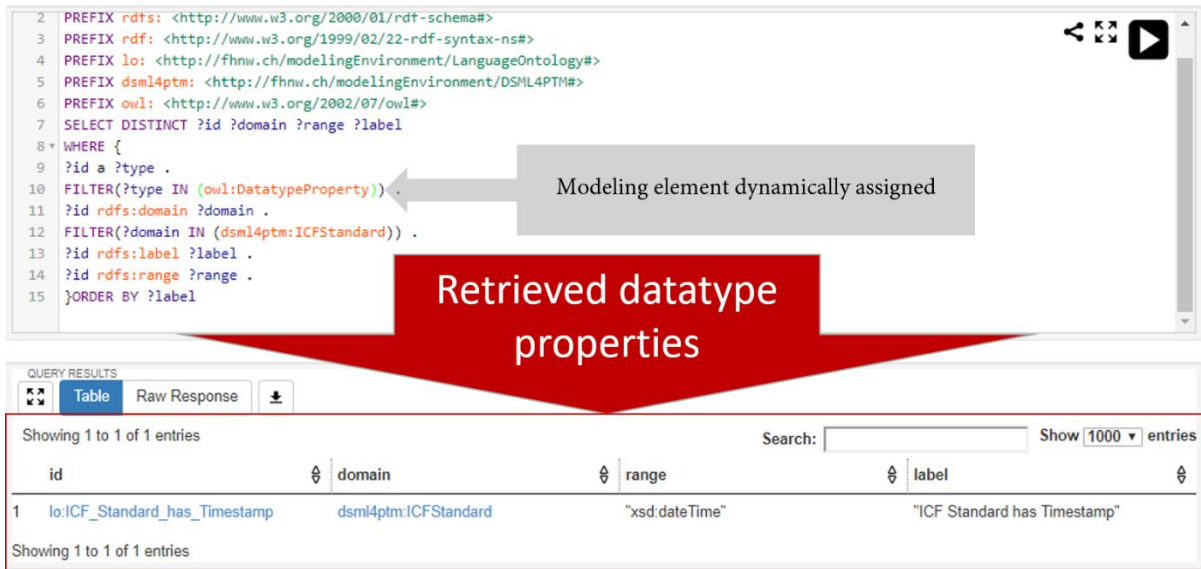 2 PREFIX rdfs: <http://www.w3.org/2000/01/rdf-schema#>
3 PREFIX rdf: <http://www.w3.org/1999/02/22-rdf-syntax-ns#>
4 PREFIX lo: <http://fhnw.ch/modelingEnvironment/LanguageOntology#>
5 PREFIX dsml4ptm: <http://fhnw.ch/modelingEnvironment/DSML4PTM#>
6 PREFIX owl: <http://www.w3.org/2002/07/owl#>
7 SELECT DISTINCT ?id ?domain ?range ?label
8 WHERE {
9 ?id a ?type .
10 FILTER(?type IN (owl:DatatypeProperty)) .
Modeling element dynamically assigned
11 ?id rdfs:domain ?domain .
12 FILTER(?domain IN (dsml4ptm:ICFStandard)) .
13 ?id rdfs:label ?label .
14 ?id rdfs:range ?range .
15 }ORDER BY ?label
Retrieved datatype
properties
QUERY RESULTS
Table Raw Response
Showing 1 to 1 of 1 entries Search: Show 1000 entries
id domain range label
1 lo:ICF_Standard_has_Timestamp dsml4ptm:ICFStandard "xsd:dateTime" "ICF Standard has Timestamp"
Showing 1 to 1 of 1 entries